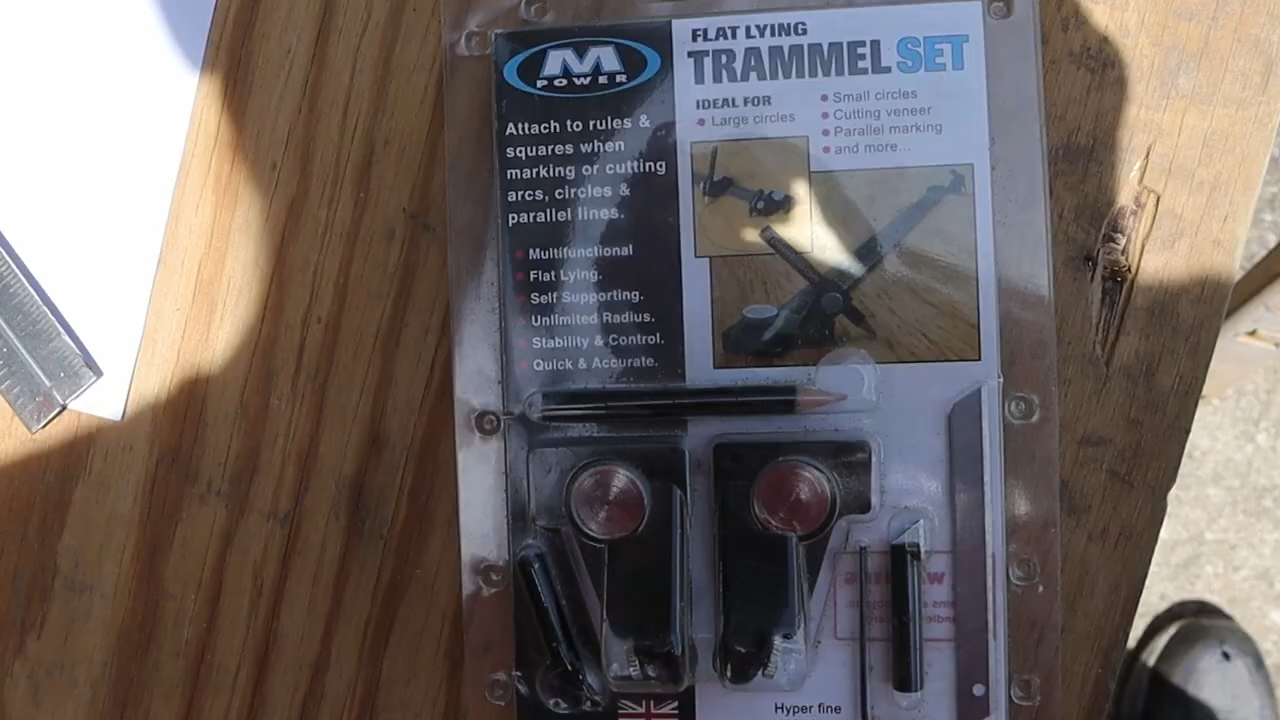 M
POWER
Attach to rules &
squares when
marking or cutting
arcs, circles &
parallel lines.
Multifunctional
Flat Lying.
Self Supporting.
Unlimited Radius.
Stability & Control.
Quick & Accurate.
FLAT LYING
TRAMMEL SET
IDEAL FOR
Large circles
Small circles
Cutting veneer
Parallel marking
and more...
Hyper fine